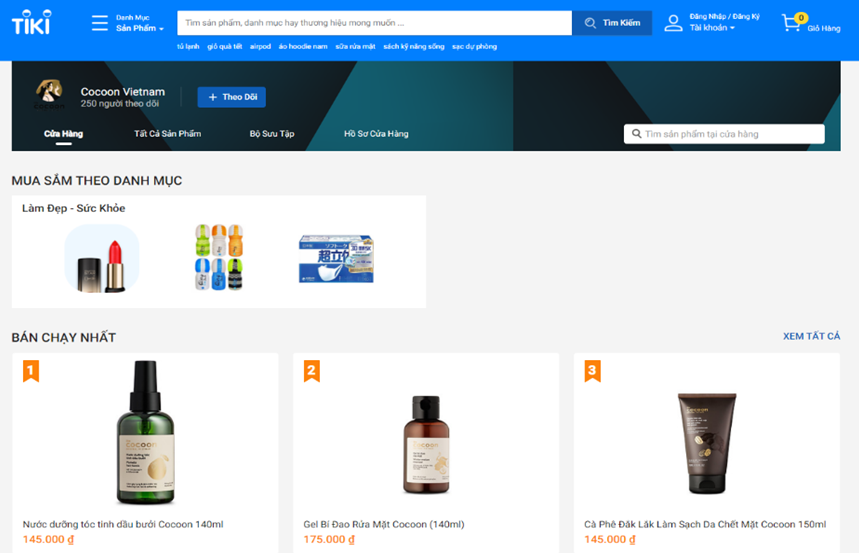 TiKi
Danh Mục
Sản Phẩm
Tìm sản phẩm, danh mục hay thương hiệu mong muốn ...
Tìm Kiếm
Đăng Nhập / Đăng Ký
Tài khoản
0
Giỏ Hàng
tủ lạnh giỏ quà tết airpod áo hoodie nam sữa rửa mặt sách kỹ năng sống sạc dự phòng
Cocoon Vietnam
250 người theo dõi
+ Theo Dõi
Cửa Hàng
Tất Cả Sản Phẩm
Bộ Sưu Tập
Hồ Sơ Cửa Hàng
Tìm sản phẩm tại cửa hàng
MUA SẮM THEO DANH MỤC
Làm Đẹp - Sức Khỏe
超立体
BÁN CHẠY NHẤT
XEM TẤT CẢ
1
2
3
cocoon
cocoon
Nước dưỡng tóc tinh dầu bưởi Cocoon 140ml
145.000 ₫
Gel Bí Đao Rửa Mặt Cocoon (140ml)
175.000 ₫
Cà Phê Đắk Lắk Làm Sạch Da Chết Mặt Cocoon 150ml
145.000 ₫